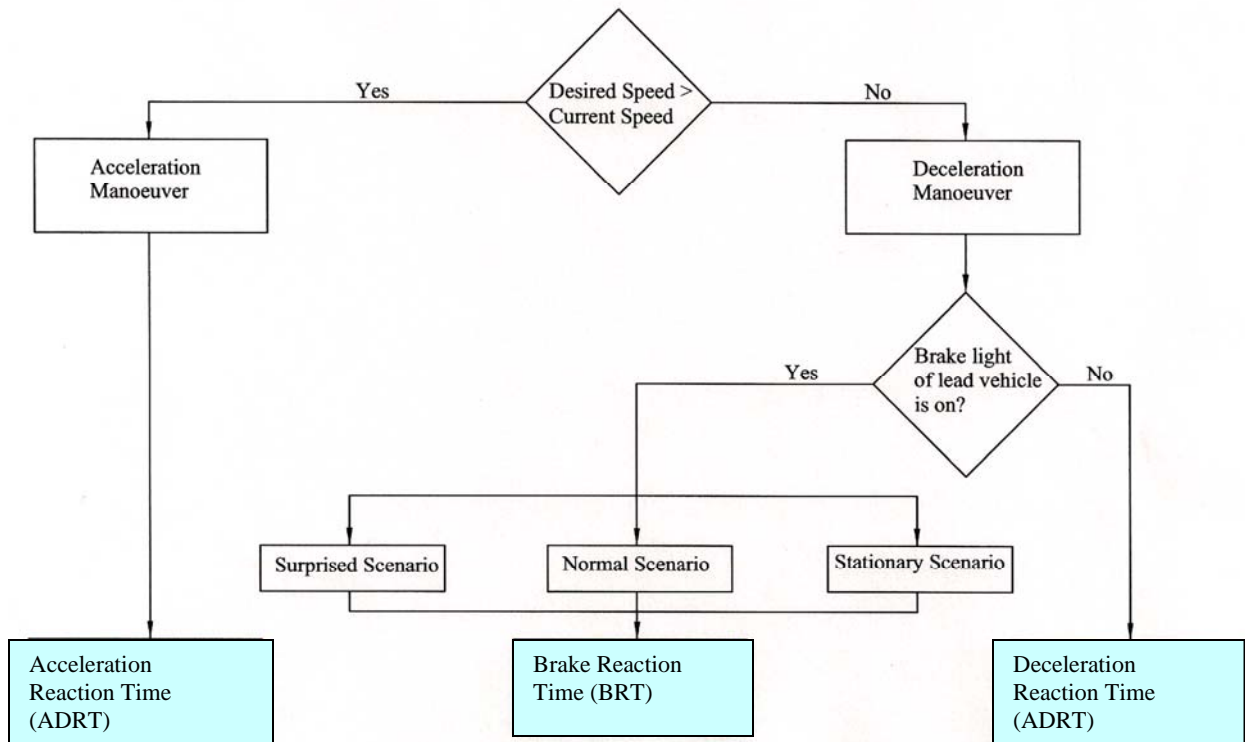 Yes
Desired Speed >
Current Speed
No
Acceleration
Manoeuver
Deceleration
Manoeuver
Yes
Brake light
of lead vehicle
is on?
No
Surprised Scenario
Normal Scenario
Stationary Scenario
Acceleration
Reaction Time
(ADRT)
Brake Reaction
Time (BRT)
Deceleration
Reaction Time
(ADRT)